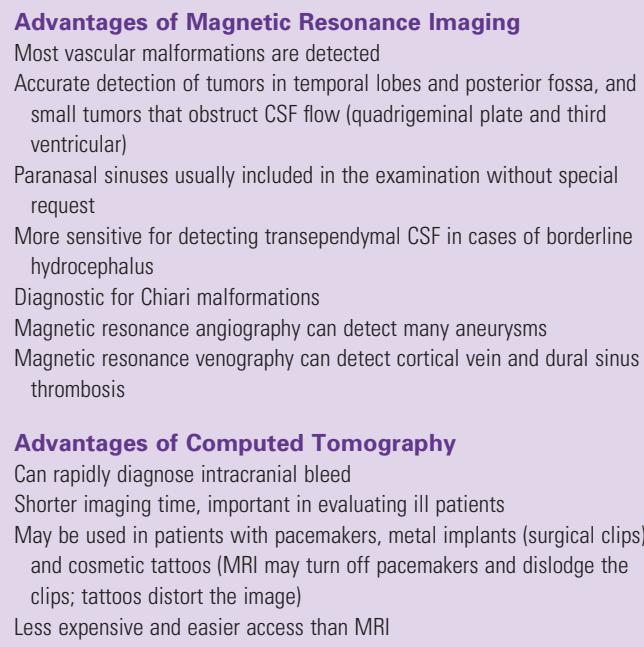 Advantages of Magnetic Resonance Imaging
Most vascular malformations are detected
Accurate detection of tumors in temporal lobes and posterior fossa, and
small tumors that obstruct CSF flow (quadrigeminal plate and third
ventricular)
Paranasal sinuses usually included in the examination without special
request
More sensitive for detecting transependymal CSF in cases of borderline
hydrocephalus
Diagnostic for Chiari malformations
Magnetic resonance angiography can detect many aneurysms
Magnetic resonance venography can detect cortical vein and dural sinus
thrombosis
Advantages of Computed Tomography
Can rapidly diagnose intracranial bleed
Shorter imaging time, important in evaluating ill patients
May be used in patients with pacemakers, metal implants (surgical clips)
and cosmetic tattoos (MRI may turn off pacemakers and dislodge the
clips; tattoos distort the image)
Less expensive and easier access than MRI